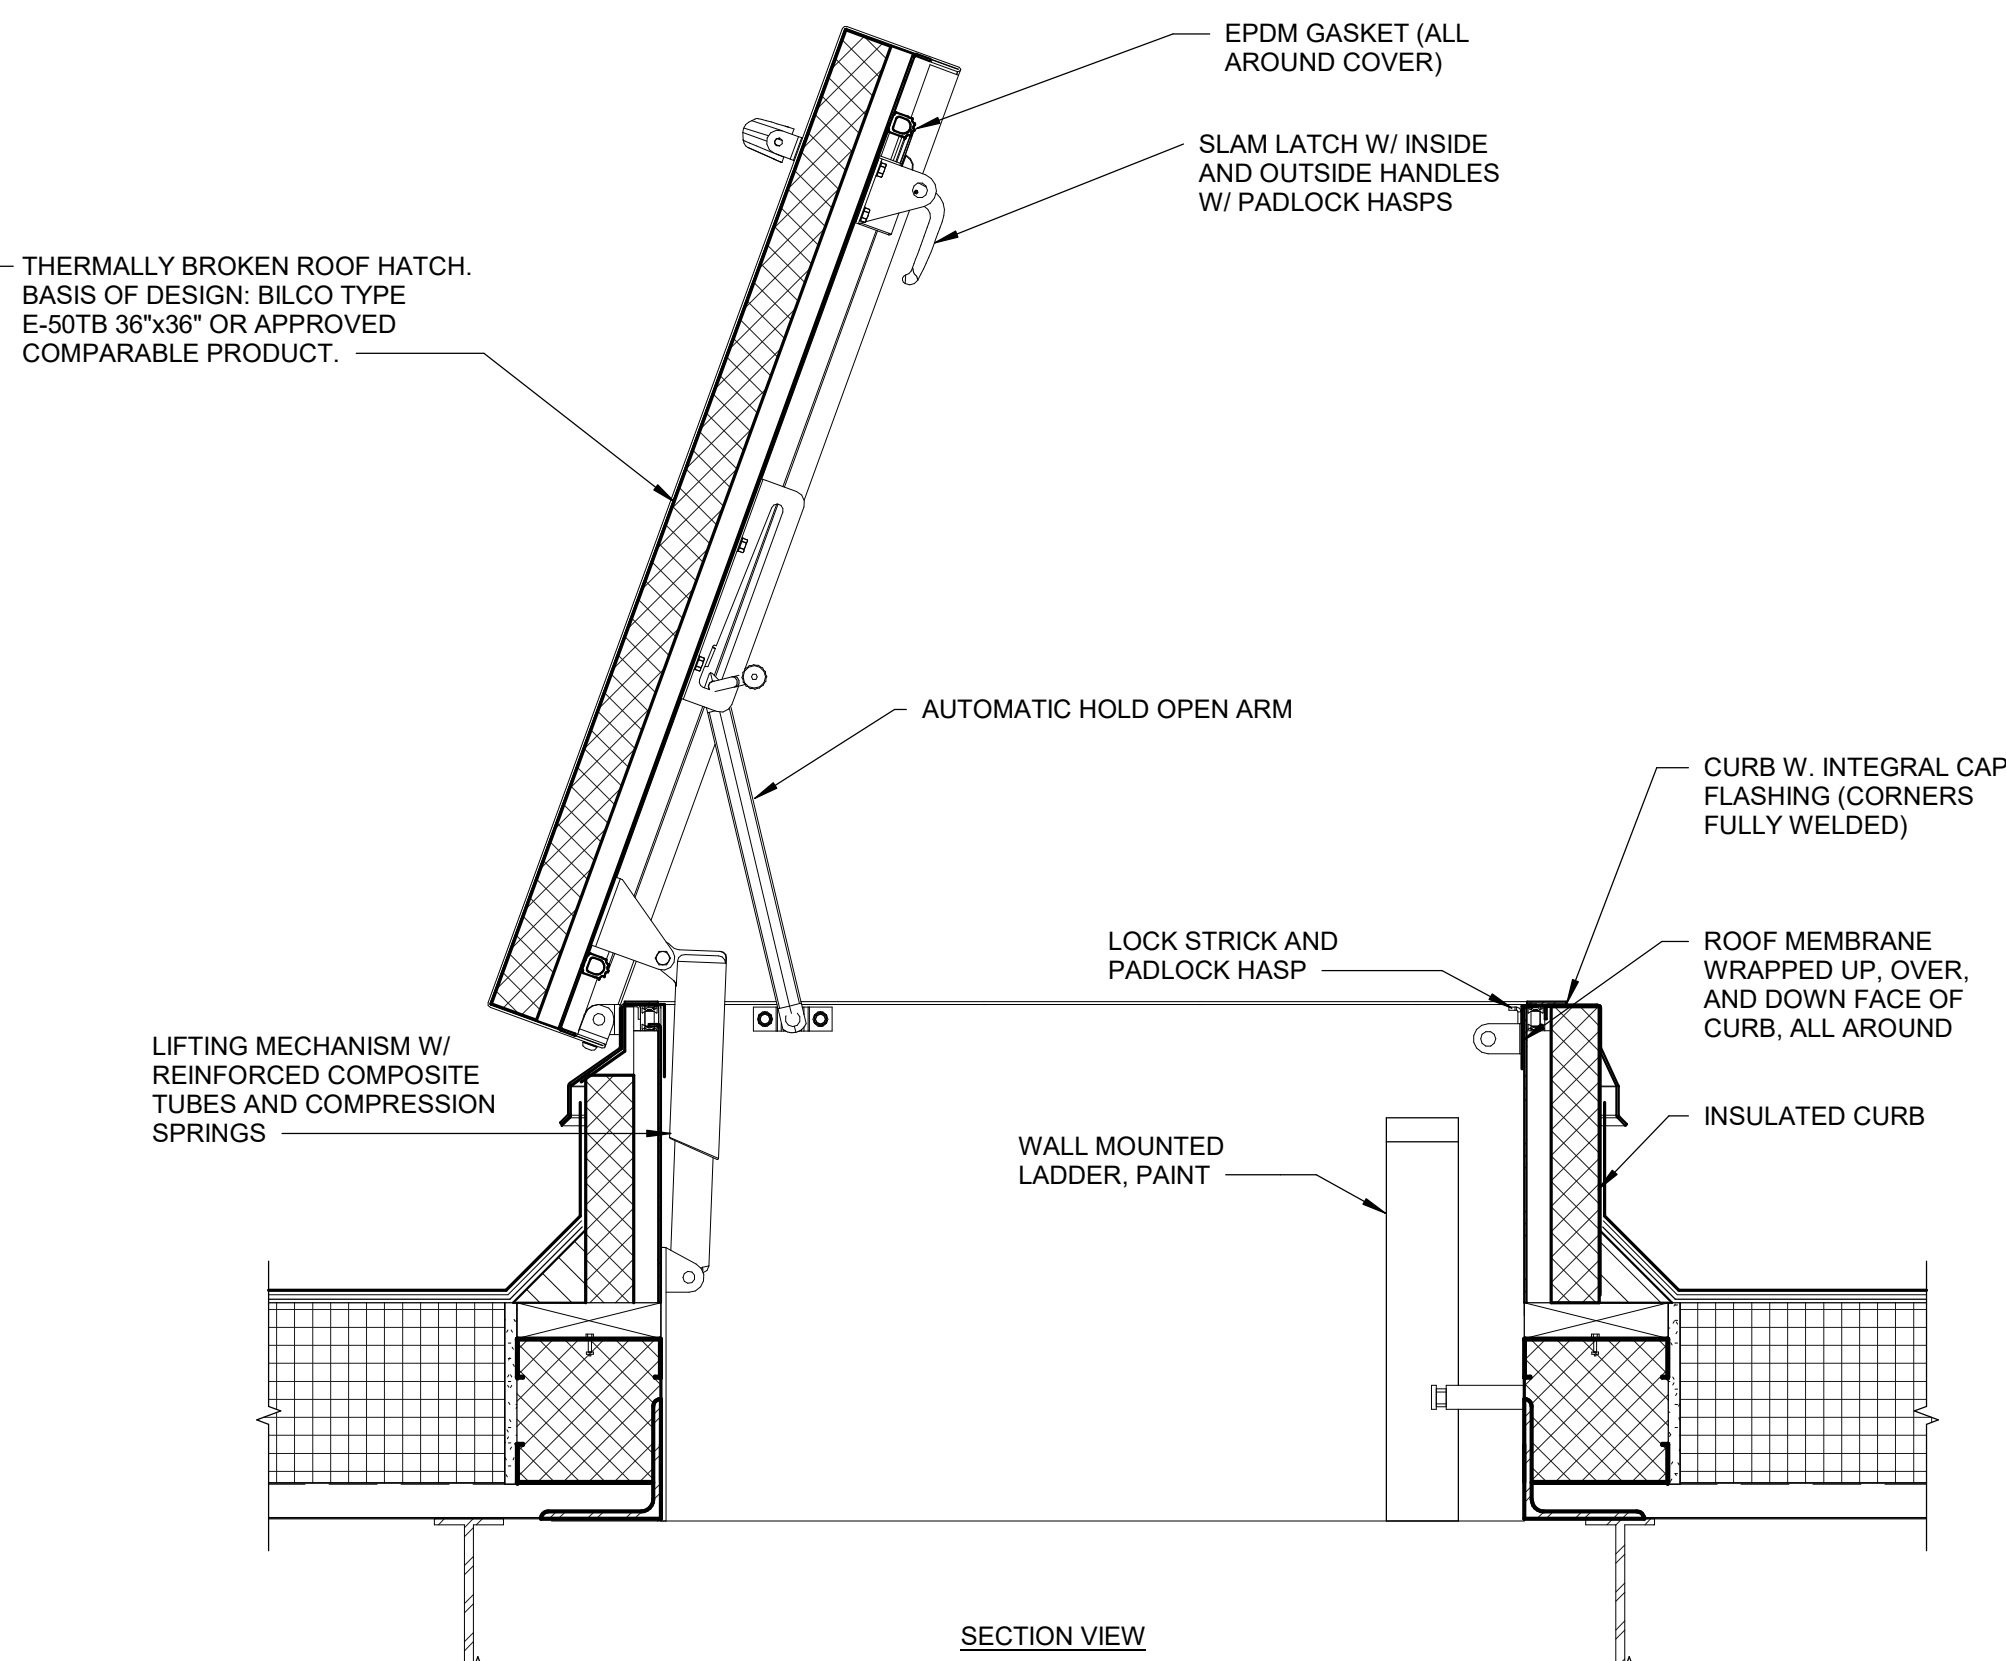 EPDM GASKET (ALL
AROUND COVER)
SLAM LATCH W/ INSIDE
AND OUTSIDE HANDLES
W/ PADLOCK HASPS
THERMALLY BROKEN ROOF HATCH.
BASIS OF DESIGN: BILCO TYPE
E-50TB 36"x36" OR APPROVED
COMPARABLE PRODUCT.
AUTOMATIC HOLD OPEN ARM
CURB W. INTEGRAL CAP
FLASHING (CORNERS
FULLY WELDED)
LOCK STRICK AND
PADLOCK HASP
ROOF MEMBRANE
WRAPPED UP, OVER,
AND DOWN FACE OF
CURB, ALL AROUND
LIFTING MECHANISM W/
REINFORCED COMPOSITE
TUBES AND COMPRESSION
SPRINGS
INSULATED CURB
WALL MOUNTED
LADDER, PAINT
SECTION VIEW